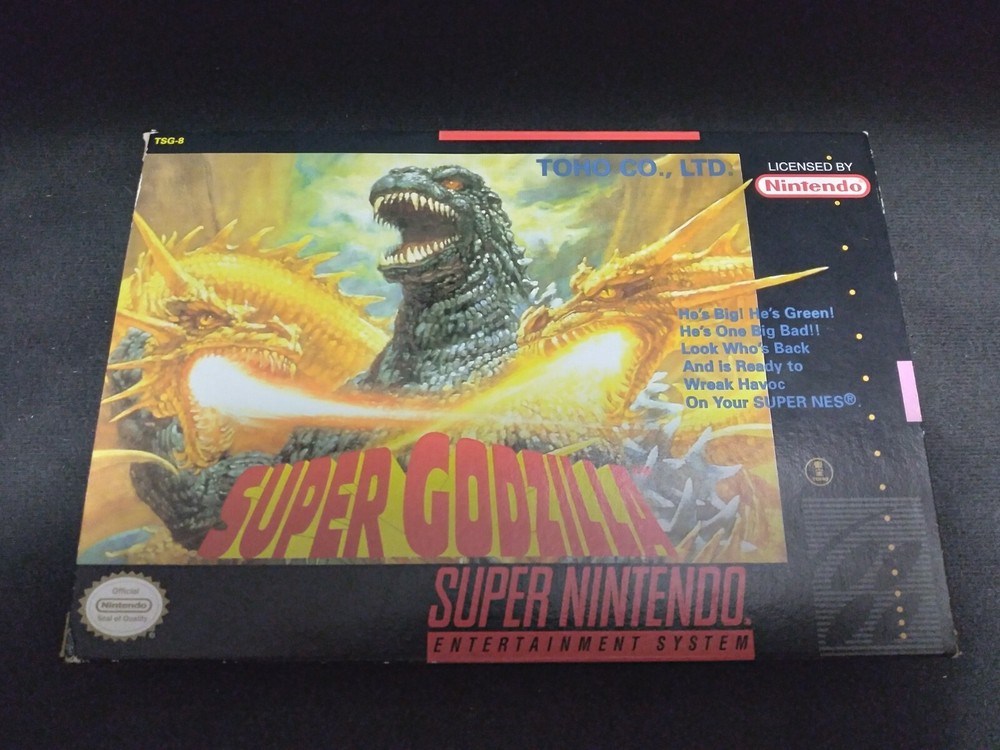 TSG-8
TOHO CO., LTD.
LICENSED BY
Nintendo
He's Big! He's Green!
He's One Big Bad!!
Look Who's Back
And is Ready to
Wreak Havoc
On Your SUPER NES®.
TOHO
SUPER GODZILLA
Official
Nintendo
Seal of Quality
SUPER NINTENDO
ENTERTAINMENT SYSTEM